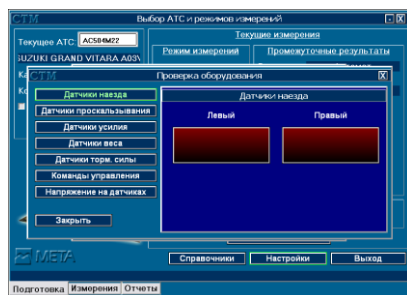 СТМ Выбор АТС и режимов измерений
Текущее АТС AC504M22
Текущие измерения
Режим измерений Промежуточные результаты
SUZUKI GRAND VITARA A03V
СТМ Проверка оборудования
Датчики наезда
Датчики проскальзывания
Датчики усилия
Датчики веса
Датчики торм. силы
Команды управления
Напряжение на датчиках
Закрыть
Датчики наезда
Левый Правый
МЕТА
Справочники Настройки Выход
Подготовка Измерения Отчеты